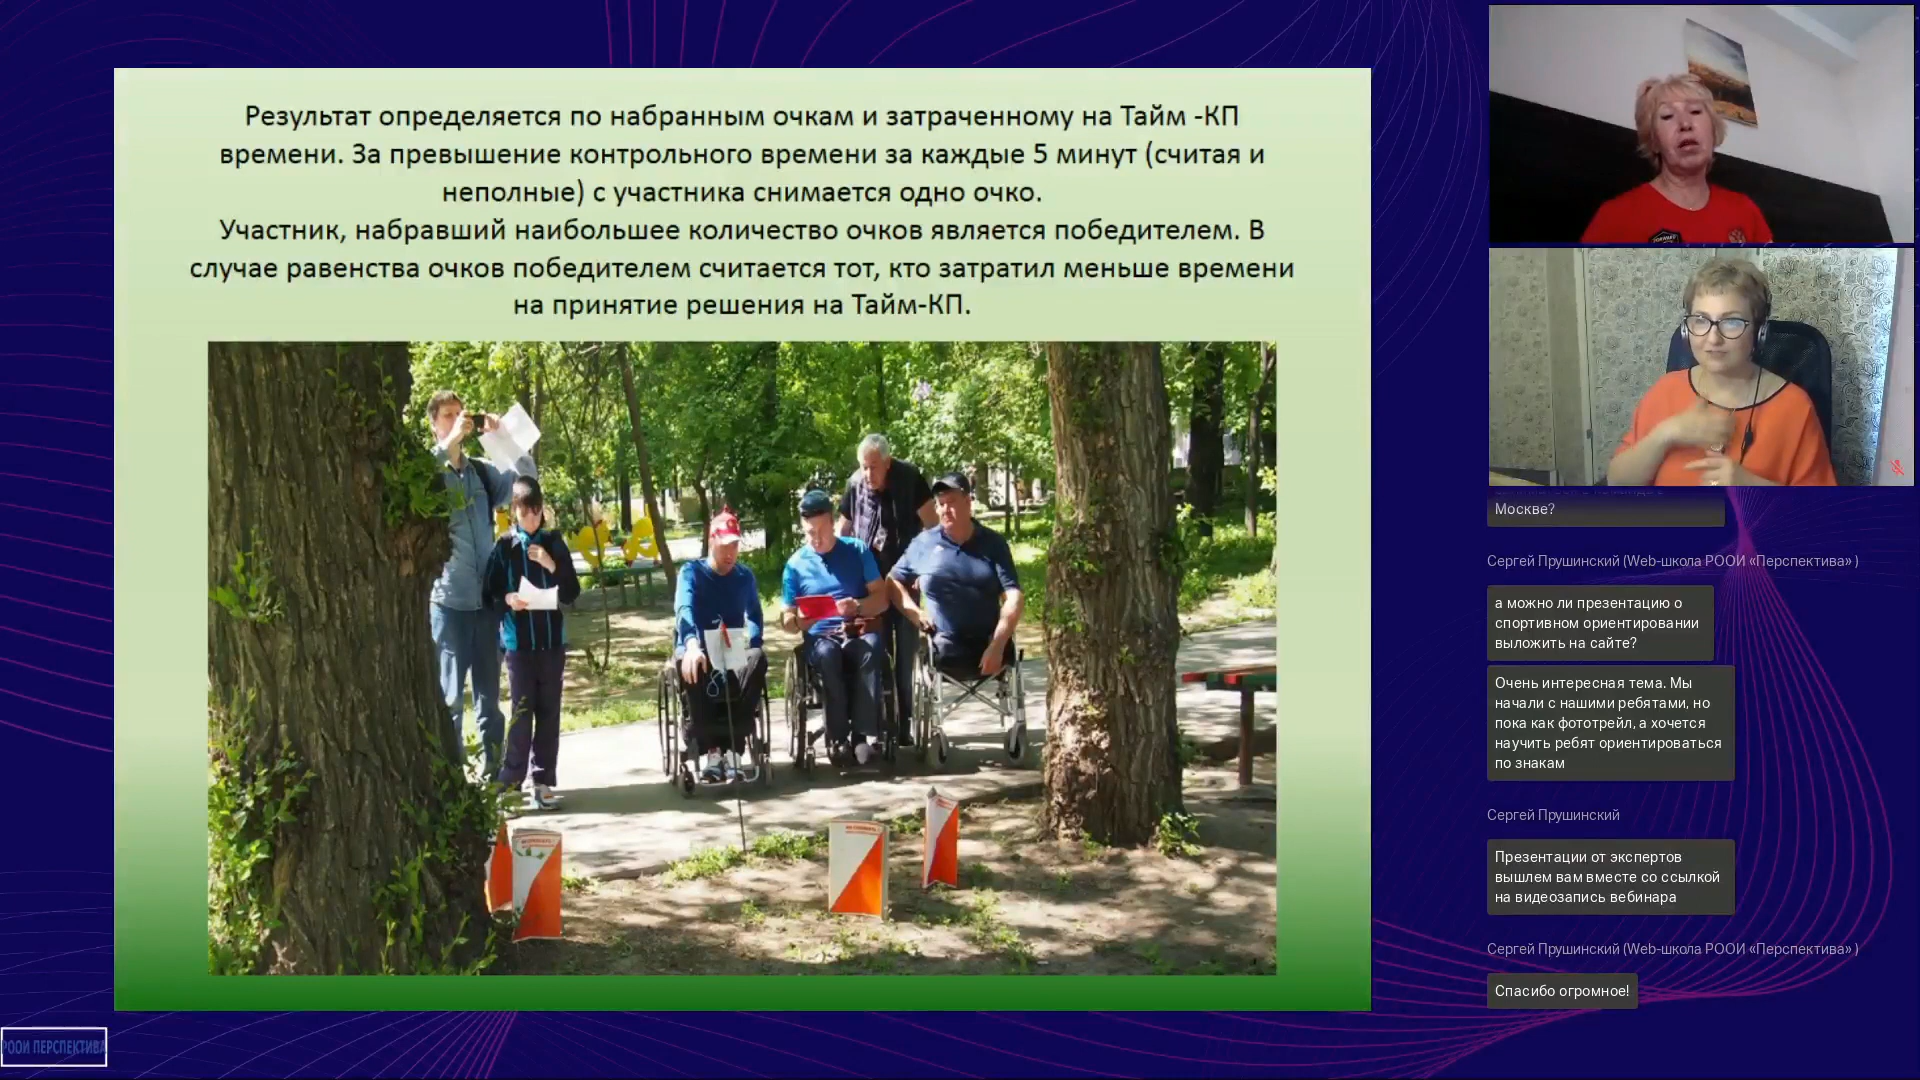 Результат определяется по набранным очкам и затраченному на Тайм -КП
времени. За превышение контрольного времени за каждые 5 минут (считая и
неполные) с участника снимается одно очко.
Участник, набравший наибольшее количество очков является победителем. В
случае равенства очков победителем считается тот, кто затратил меньше времени
на принятие решения на Тайм-КП.
Москве?
Сергей Прушинский (Web-школа РООИ «Перспектива» )
а можно ли презентацию о
спортивном ориентировании
выложить на сайте?
Очень интересная тема. Мы
начали с нашими ребятами, но
пока как фототрейл, а хочется
научить ребят ориентироваться
по знакам
Сергей Прушинский
Презентации от экспертов
вышлем вам вместе со ссылкой
на видеозапись вебинара
Сергей Прушинский (Web-школа РООИ «Перспектива» )
Спасибо огромное!
РООИ ПЕРСПЕКТИВА